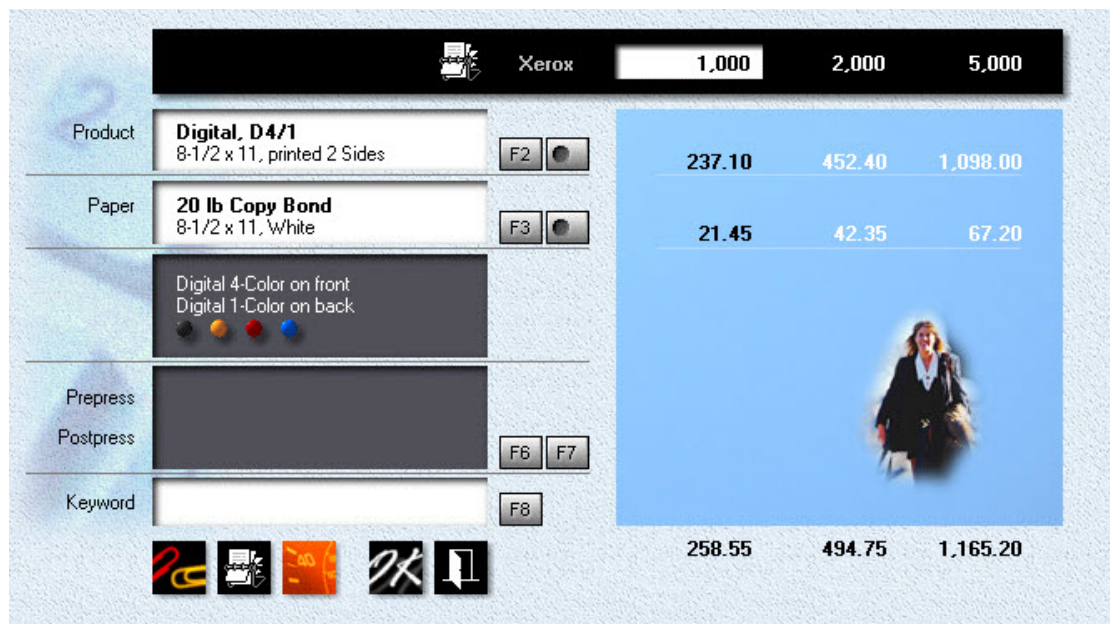 Xerox 1,000 2,000 5,000
Product
Digital, D4/1
8-1/2 x 11, printed 2 Sides
F2
237.10 452.40 1,098.00
Paper
20 lb Copy Bond
8-1/2 x 11, White
F3
21.45 42.35 67.20
Digital 4-Color on front
Digital 1-Color on back
Prepress
Postpress
F6 F7
Keyword
F8
40
OK
258.55 494.75 1,165.20